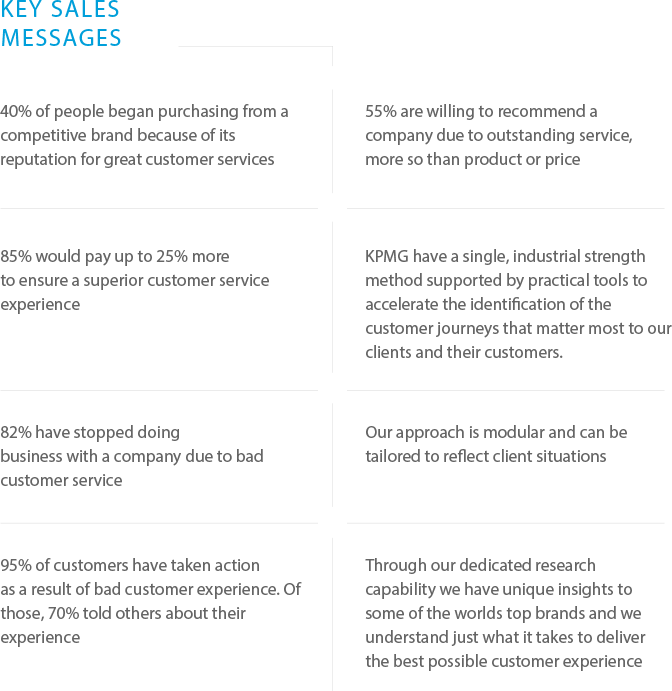 KEY SALES
MESSAGES
40% of people began purchasing from a
competitive brand because of its
reputation for great customer services
55% are willing to recommend a
company due to outstanding service,
more so than product or price
85% would pay up to 25% more
to ensure a superior customer service
experience
KPMG have a single, industrial strength
method supported by practical tools to
accelerate the identification of the
customer journeys that matter most to our
clients and their customers.
82% have stopped doing
business with a company due to bad
customer service
Our approach is modular and can be
tailored to reflect client situations
95% of customers have taken action
as a result of bad customer experience. Of
those, 70% told others about their
experience
Through our dedicated research
capability we have unique insights to
some of the worlds top brands and we
understand just what it takes to deliver
the best possible customer experience